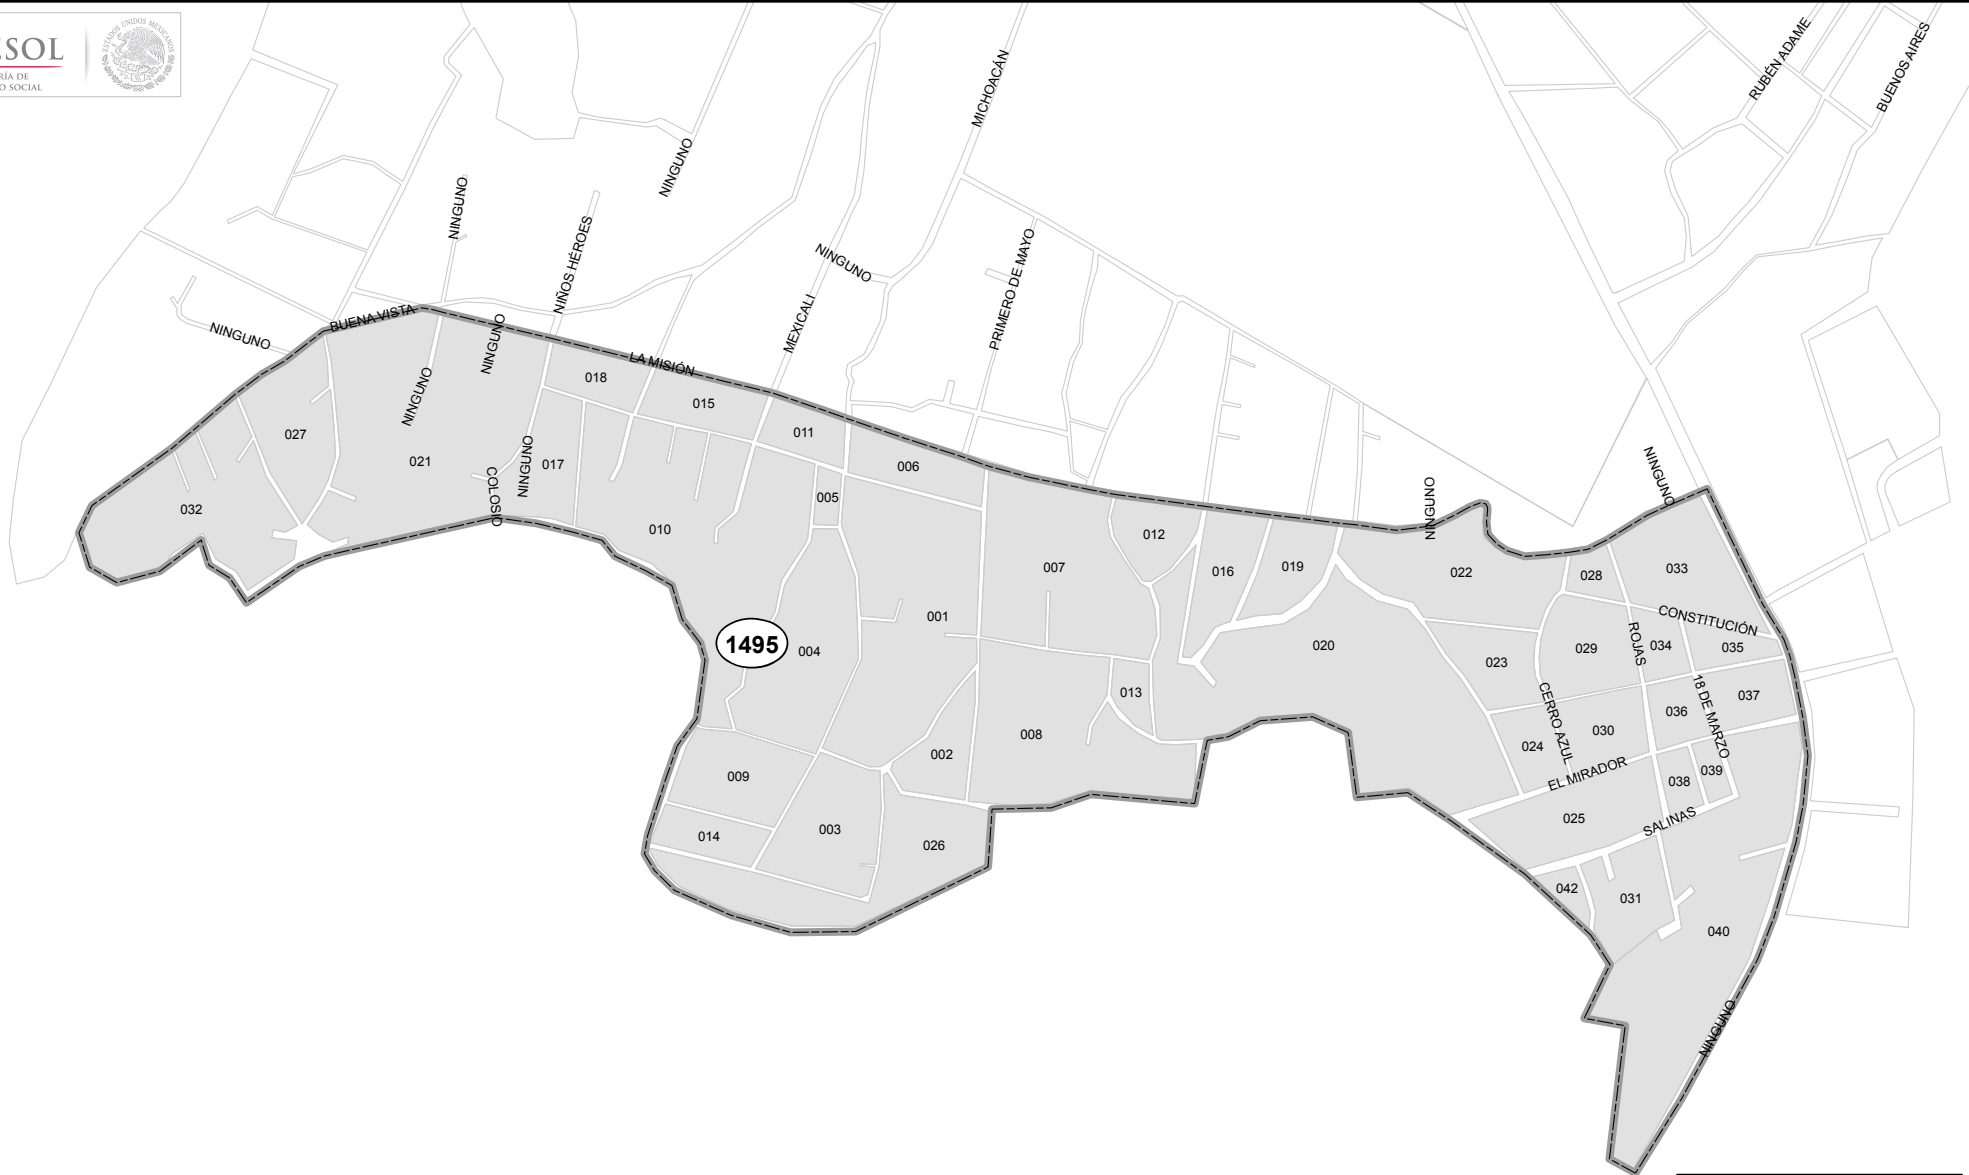 ESOL
RÍA DE
O SOCIAL
ESTADOS UNIDOS MEXICANOS
RUBÉN ADAME
BUENOS AIRES
MICHOACÁN
NINGUNO
NINGUNO
NIÑOS HÉROES
NINGUNO
PRIMERO DE MAYO
MEXICALI
NINGUNO
BUENA VISTA
NINGUNO
LA MISIÓN
018
015
NINGUNO
027
021
COLOSIO
NINGUNO
017
011
006
005
032
010
NINGUNO
NINGUNO
012
007
016
019
022
028
033
001
CONSTITUCIÓN
1495
004
020
023
029
ROJAS
034
035
013
CERRO AZUL
18 DE MARZO
037
036
002
008
024
030
009
EL MIRADOR
038
039
014
003
026
025
SALINAS
042
031
040
NINGUNO